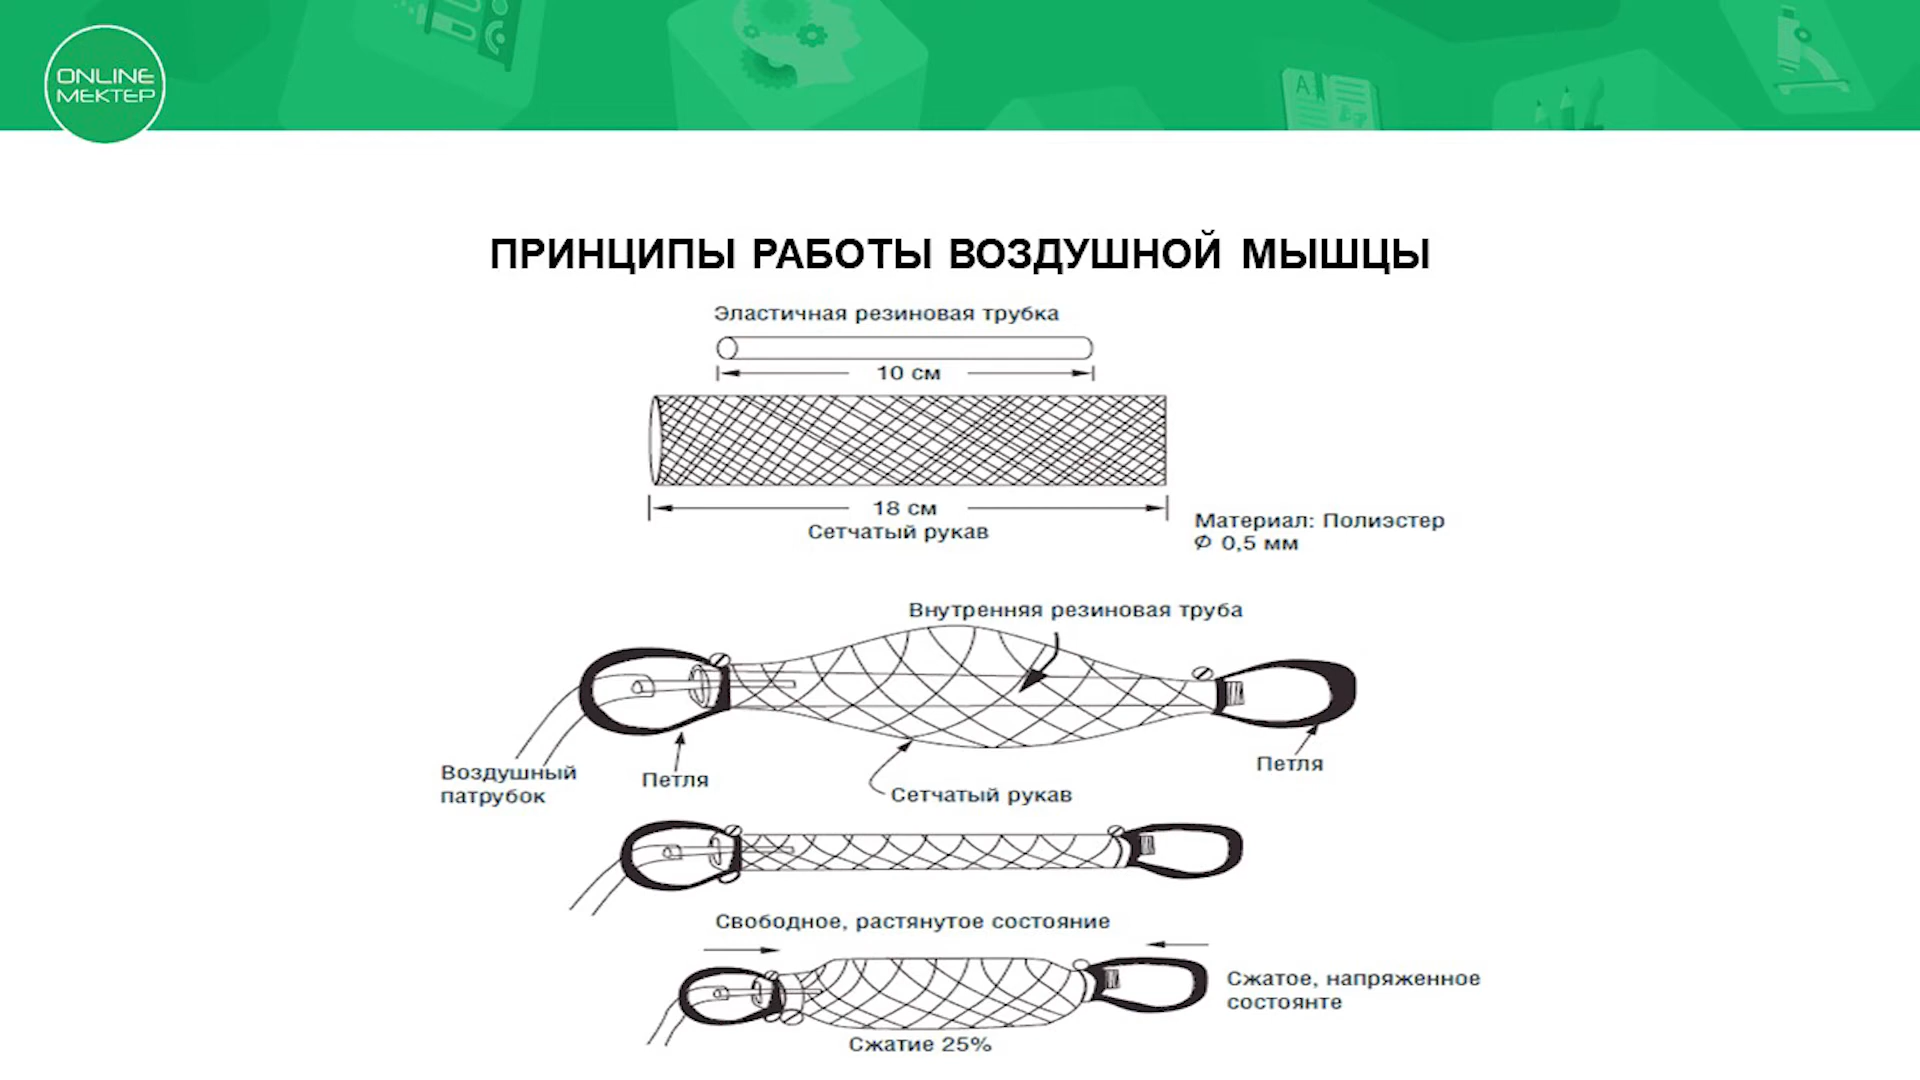 ONLINE
МЕКТЕР
ПРИНЦИПЫ РАБОТЫ ВОЗДУШНОЙ МЫШЦЫ
Эластичная резиновая трубка
10 см
18 см
Сетчатый рукав
Материал: Полиэстер
Ø 0,5 мм
Внутренняя резиновая труба
Воздушный
патрубок
Петля
Сетчатый рукав
Петля
Свободное, растянутое состояние
Сжатое, напряженное
состоянте
Сжатие 25%